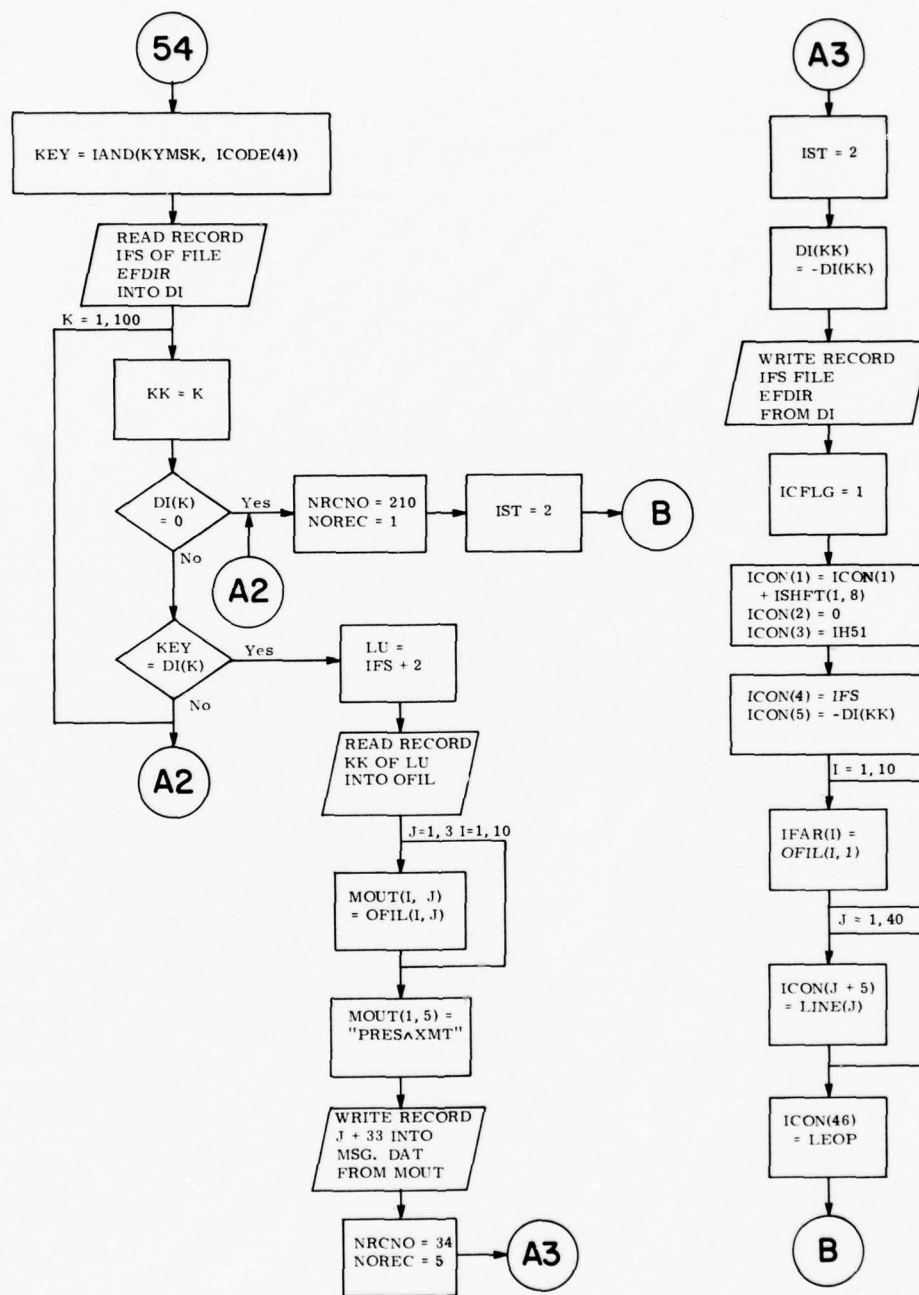 54
KEY = IAND(KYMSK, ICODE(4))
READ RECORD
IFS OF FILE
EFDIR
INTO DI
K = 1, 100
KK = K
DI(K)
= 0
Yes
No
NRCNO = 210
NOREC = 1
IST = 2
B
A2
KEY
= DI(K)
Yes
No
A2
LU =
IFS + 2
READ RECORD
KK OF LU
INTO OFIL
J=1, 3 I=1, 10
MOUT(I, J)
= OFIL(I, J)
MOUT(1, 5) =
"PRES∧XMT"
WRITE RECORD
J + 33 INTO
MSG. DAT
FROM MOUT
NRCNO = 34
NOREC = 5
A3
A3
IST = 2
DI(KK)
= -DI(KK)
WRITE RECORD
IFS FILE
EFDIR
FROM DI
ICFLG = 1
ICON(1) = ICON(1)
+ ISHFT(1, 8)
ICON(2) = 0
ICON(3) = IH51
ICON(4) = IFS
ICON(5) = -DI(KK)
I = 1, 10
IFAR(I) =
OFIL(I, 1)
J = 1, 40
ICON(J + 5)
= LINE(J)
ICON(46)
= LEOP
B